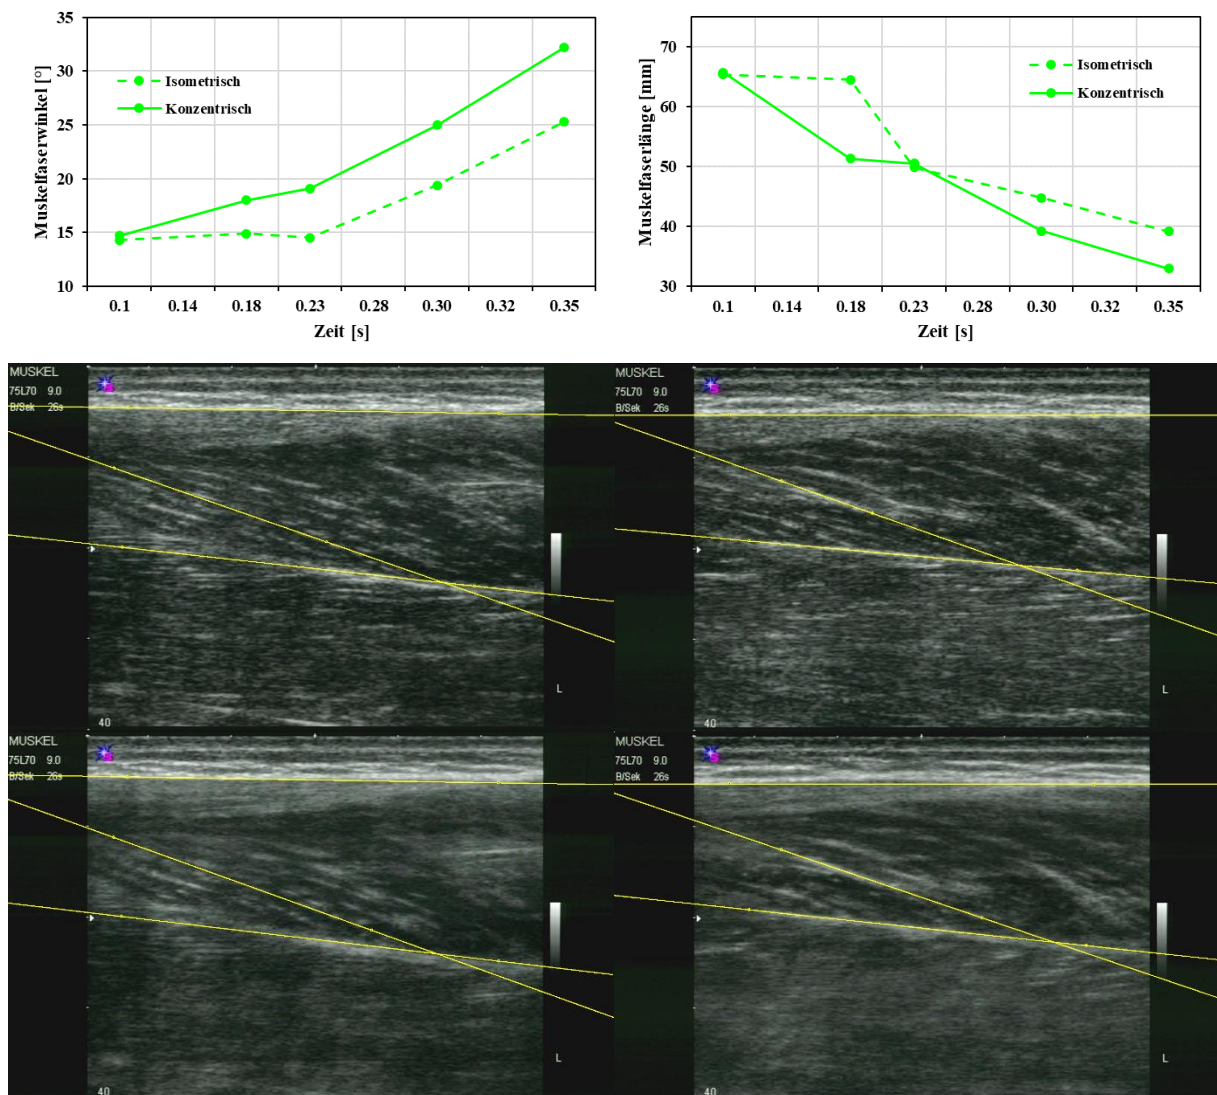 35
30
25
20
15
10
Muskelfaserwinkel [°]
Isometrisch
Konzentrisch
0.1 0.14 0.18 0.23 0.28 0.30 0.32 0.35
Zeit [s]
70
60
50
40
30
Muskelfaserlänge [mm]
Isometrisch
Konzentrisch
0.1 0.14 0.18 0.23 0.28 0.30 0.32 0.35
Zeit [s]
MUSKEL
75L70 9.0
B/Sek 26s
L
40
MUSKEL
75L70 9.0
B/Sek 26s
L
40
MUSKEL
75L70 9.0
B/Sek 26s
L
40
MUSKEL
75L70 9.0
B/Sek 26s
L
40